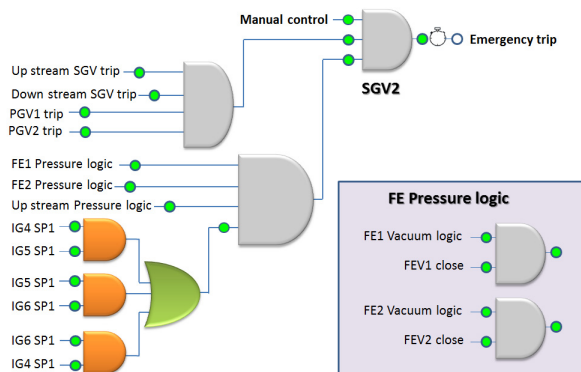 Manual control
Emergency trip
SGV2
Up stream SGV trip
Down stream SGV trip
PGV1 trip
PGV2 trip
FE1 Pressure logic
FE2 Pressure logic
Up stream Pressure logic
IG4 SP1
IG5 SP1
IG5 SP1
IG6 SP1
IG6 SP1
IG4 SP1
FE Pressure logic
FE1 Vacuum logic
FEV1 close
FE2 Vacuum logic
FEV2 close